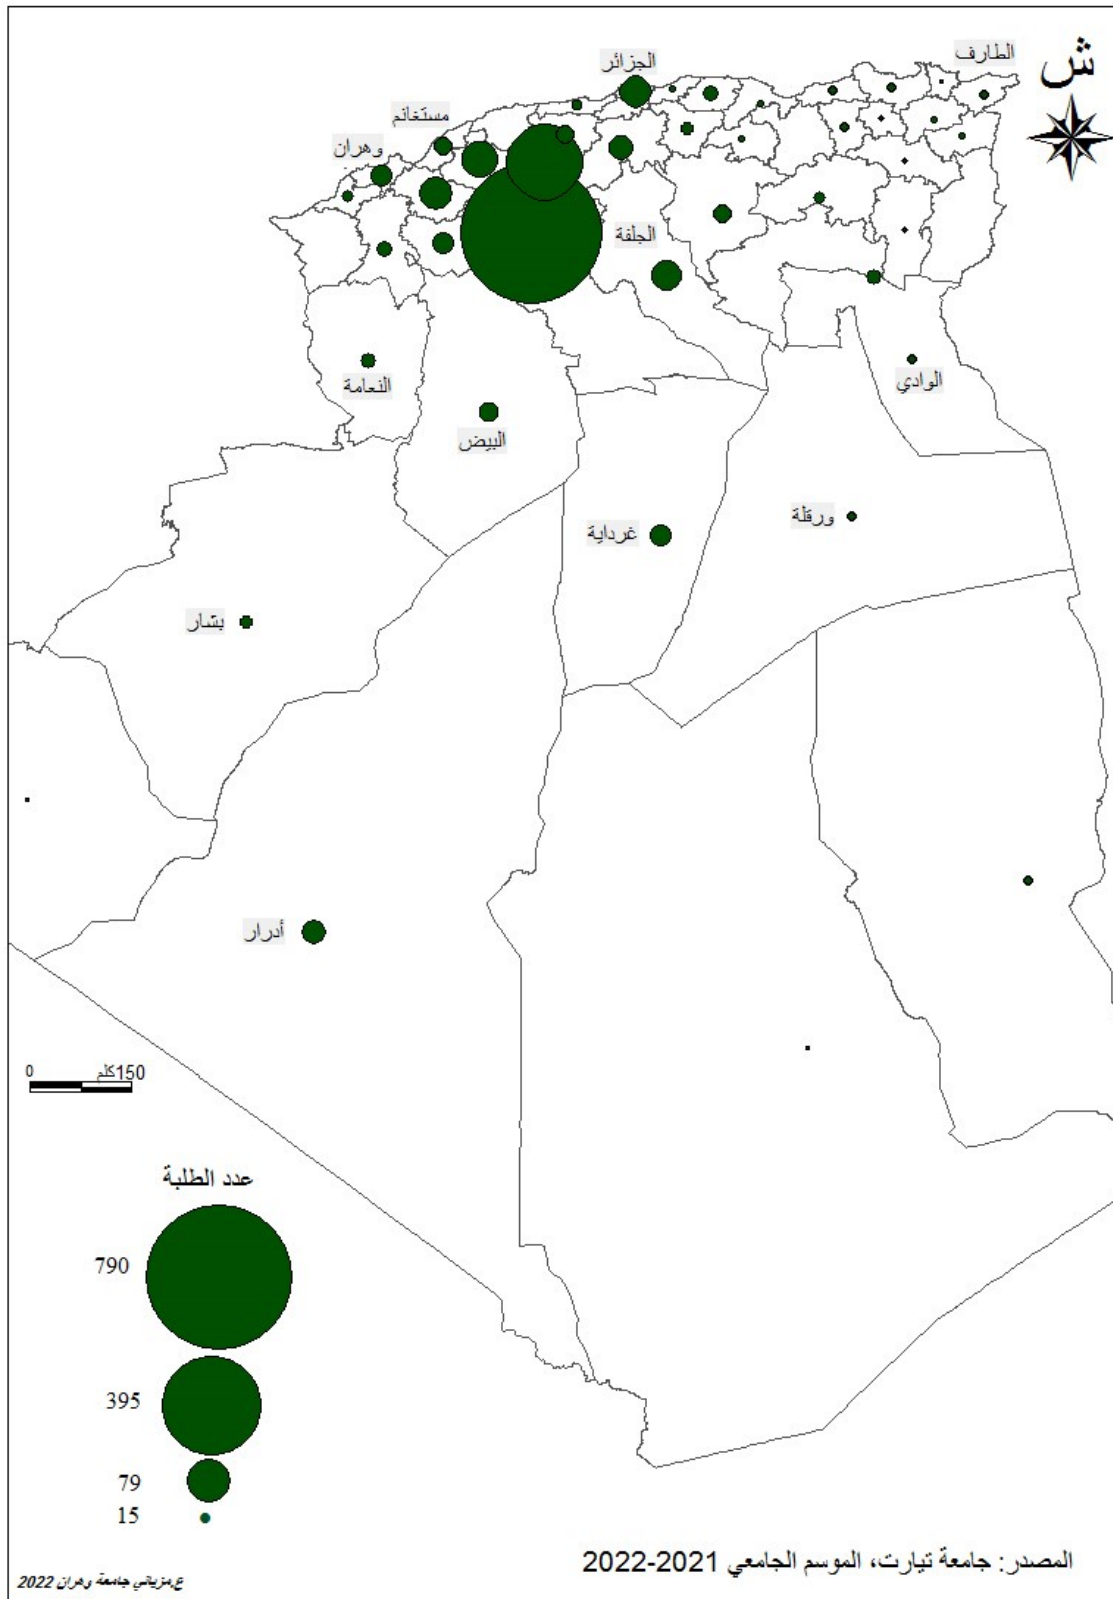 ش
الطارف
الجزائر
مستغانم
وهران
الجلفة
النعامة
الوادي
البيض
ورقلة
غرداية
بشار
أدرار
0 150كلم
عدد الطلبة
790
395
79
15
المصدر: جامعة تيارت، الموسم الجامعي 2021-2022
ع.مزياني جامعة وهران 2022